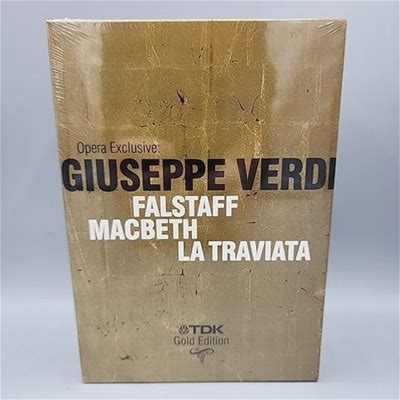 Opera Exclusive:
GIUSEPPE VERDI
FALSTAFF
MACBETH
LA TRAVIATA
TDK
Gold Edition